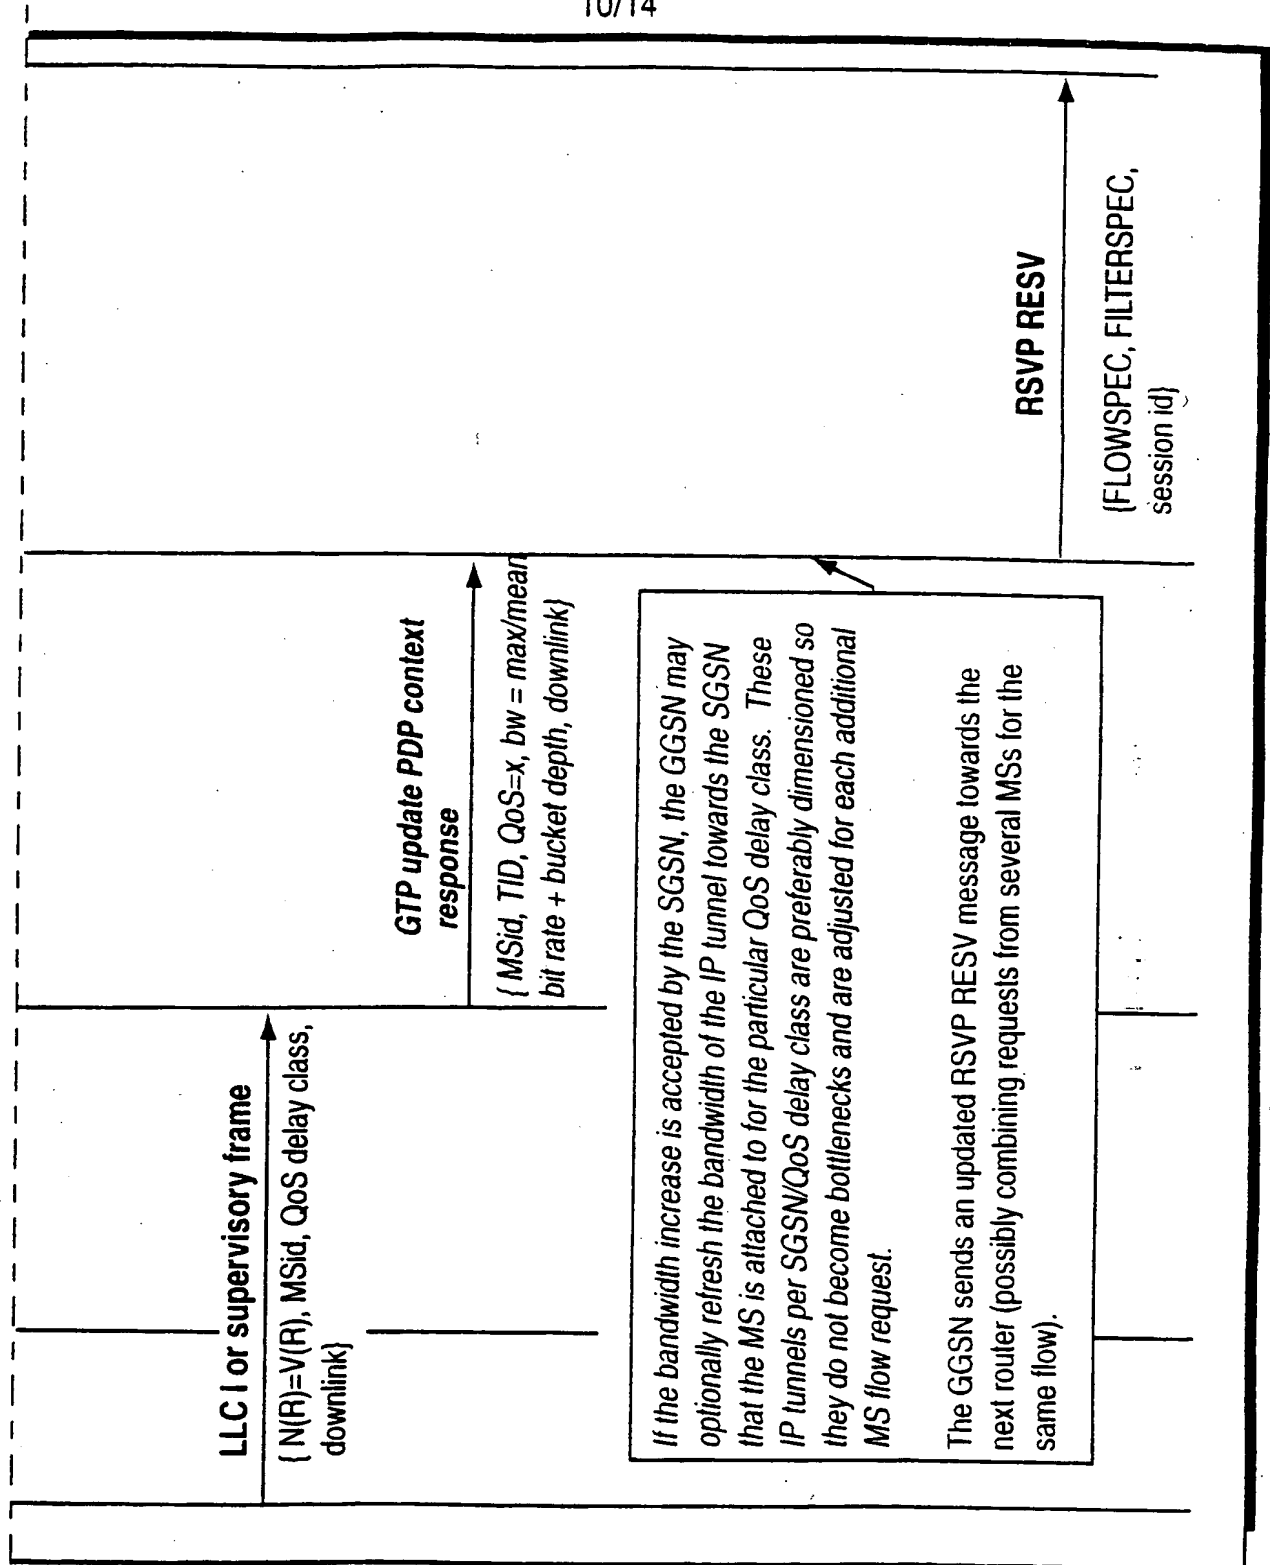 10/14
LLC I or supervisory frame
{ N(R)=V(R), MSid, QoS delay class,
downlink}
GTP update PDP context
response
{ MSid, TID, QoS=x, bw = max/mean
bit rate + bucket depth, downlink}
If the bandwidth increase is accepted by the SGSN, the GGSN may
optionally refresh the bandwidth of the IP tunnel towards the SGSN
that the MS is attached to for the particular QoS delay class. These
IP tunnels per SGSN/QoS delay class are preferably dimensioned so
they do not become bottlenecks and are adjusted for each additional
MS flow request.
The GGSN sends an updated RSVP RESV message towards the
next router (possibly combining requests from several MSs for the
same flow).
RSVP RESV
{FLOWSPEC, FILTERSPEC,
session id}